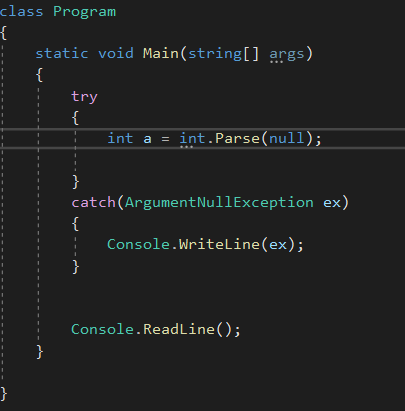 class Program
{
    static void Main(string[] args)
    {
        try
        {
            int a = int.Parse(null);
        }
        catch(ArgumentNullException ex)
        {
            Console.WriteLine(ex);
        }
        Console.ReadLine();
    }
}